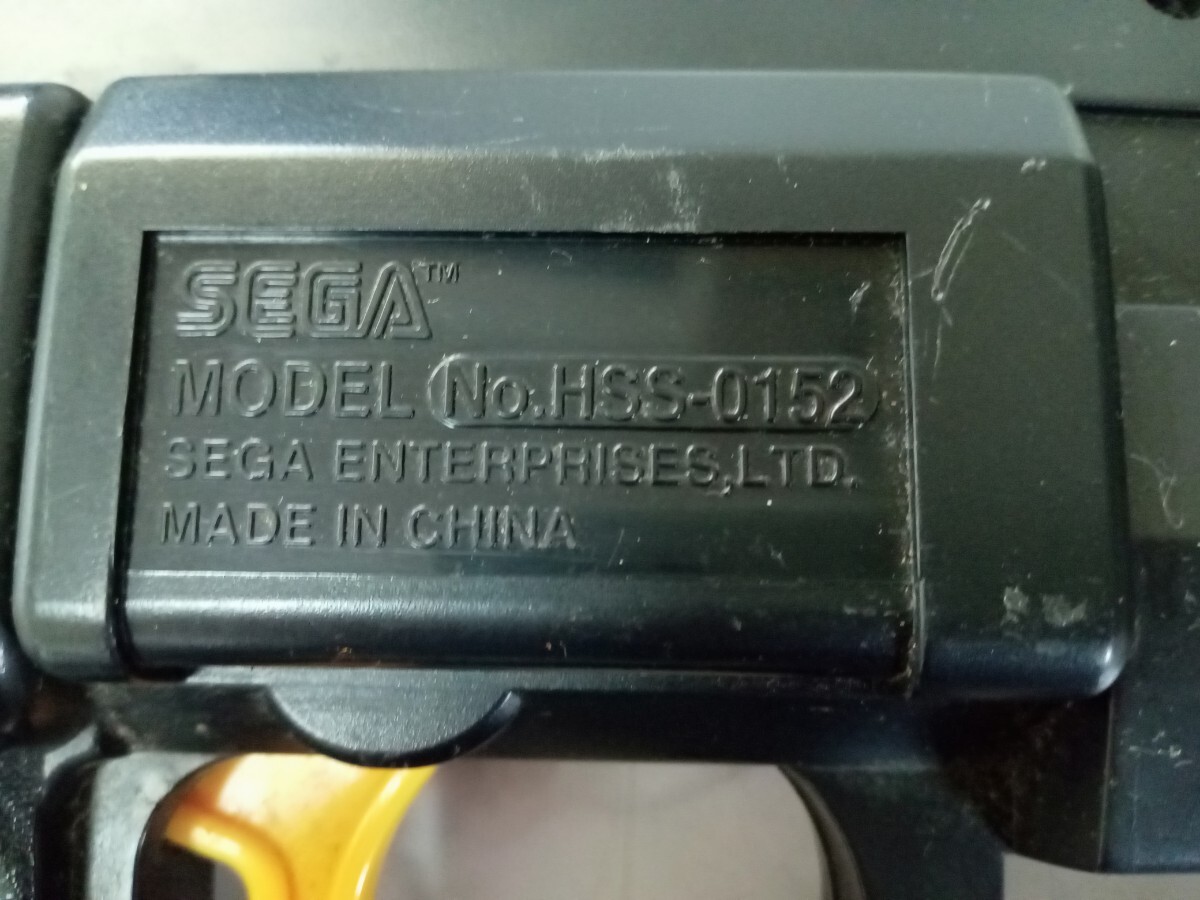 SEGA™
MODEL No.HSS-0152
SEGA ENTERPRISES,LTD.
MADE IN CHINA